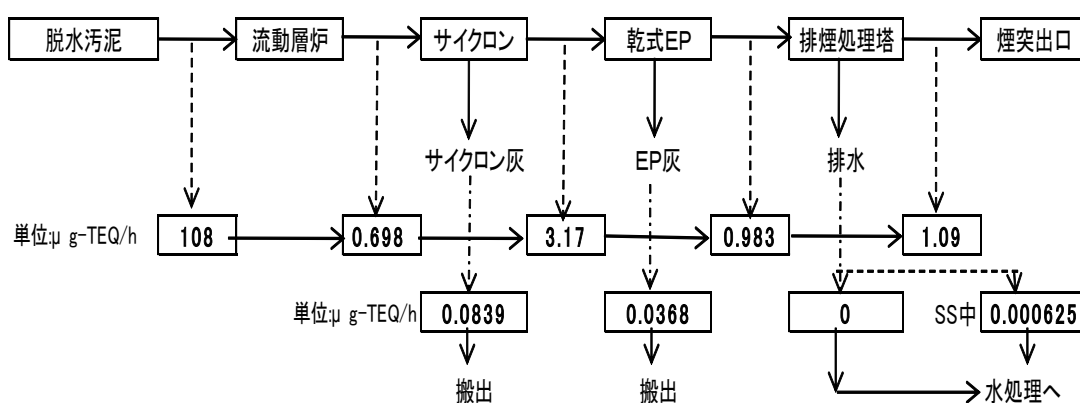 脱水汚泥 流動層炉 サイクロン 乾式EP 排煙処理塔 煙突出口
サイクロン灰 EP灰 排水
単位:μ g-TEQ/h 108 0.698 3.17 0.983 1.09
単位:μ g-TEQ/h 0.0839 0.0368 0 SS中 0.000625
搬出 搬出 水処理へ